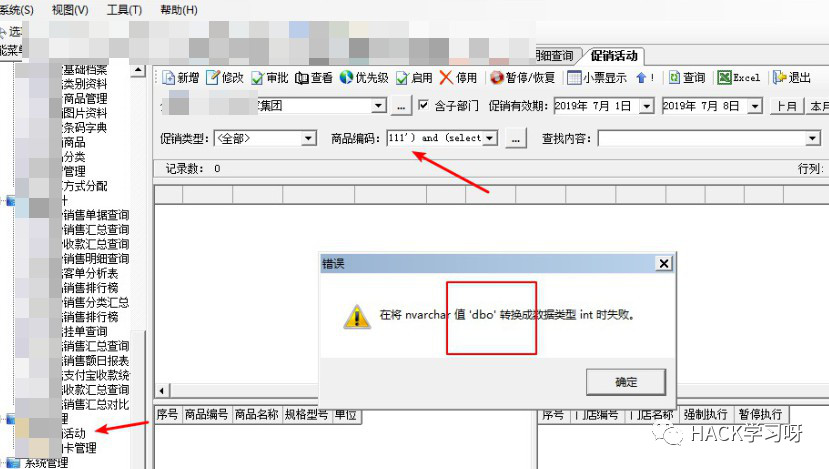 系统(S) 视图(V) 工具(T) 帮助(H)
明细查询 促销活动
新增 修改 审批 查看 优先级 启用 停用 暂停/恢复 小票显示 ! 查询 Excel 退出
集团 ... 含子部门 促销有效期: 2019年 7月 1日 2019年 7月 8日 上月 本月
促销类型: <全部> 商品编码: 111') and (select ... 查找内容:
记录数: 0 行列:
基础档案
类别资料
商品管理
图片资料
条码字典
商品
分类
管理
方式分配
计
销售单据查询
销售汇总查询
收款汇总查询
销售明细查询
客单分析表
销售排行榜
销售分类汇总
销售排行榜
挂单查询
销售汇总查询
销售额日报表
支付宝收款统
收款汇总查询
销售汇总对比
理
活动
卡管理
系统管理
错误
在将 nvarchar 值 'dbo' 转换成数据类型 int 时失败。
确定
序号 商品编号 商品名称 规格型号 单位
序号 门店编号 门店名称 强制执行 暂停执行
HACK学习呀